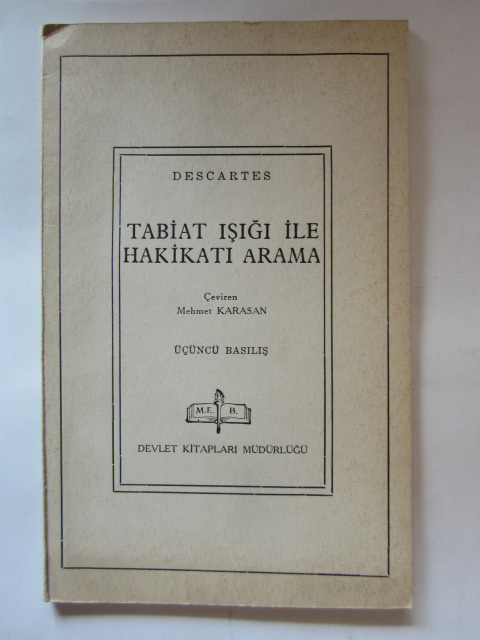 DESCARTES
TABİAT IŞIĞI İLE
HAKİKATI ARAMA
Çeviren
Mehmet KARASAN
ÜÇÜNCÜ BASILIŞ
M.E. B.
DEVLET KİTAPLARI MÜDÜRLÜĞÜ